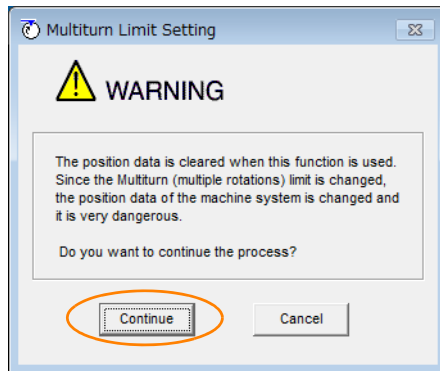 Multiturn Limit Setting
WARNING
The position data is cleared when this function is used.
Since the Multiturn (multiple rotations) limit is changed,
the position data of the machine system is changed and
it is very dangerous.
Do you want to continue the process?
Continue
Cancel